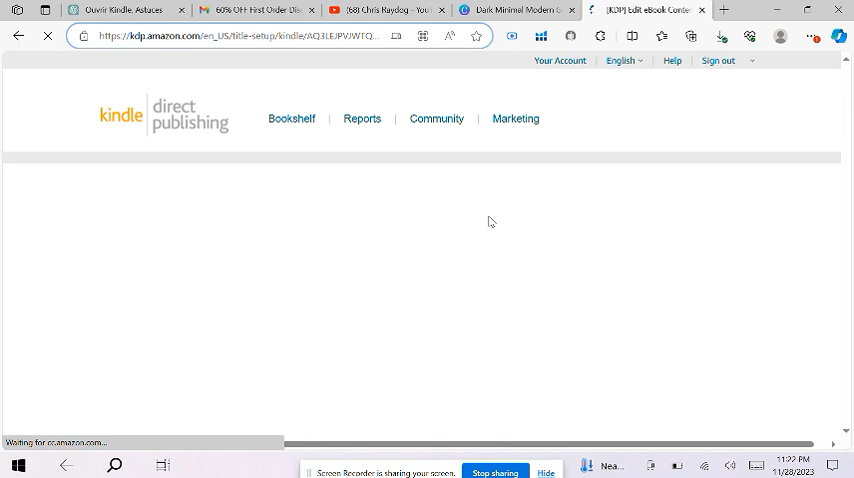 Ouvrir Kindle, Astuces
60% OFF First Order Disc
(68) Chris Raydog - YouT
Dark Minimal Modern G
[KDP] Edit eBook Conten
https://kdp.amazon.com/en_US/title-setup/kindle/AQ3LEJPVJWTQ...
Your Account
English
Help
Sign out
kindle direct publishing
Bookshelf | Reports | Community | Marketing
Waiting for cc.amazon.com...
Screen Recorder is sharing your screen.
Stop sharing
Hide
Nea...
11:22 PM
11/28/2023